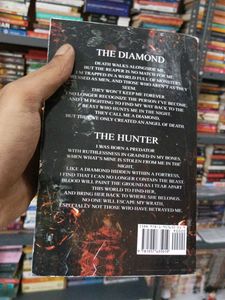 THE DIAMOND
DEATH WALKS ALONGSIDE ME,
BUT THE REAPER IS NO MATCH FOR ME.
I'M TRAPPED IN A WORLD FULL OF MONSTERS
AS MEN, AND THOSE WHO AREN'T AS THEY
SEEM.
THEY WON'T KEEP ME FOREVER.
NO LONGER RECOGNIZE THE PERSON I'VE BECOME,
AND I'M FIGHTING TO FIND MY WAY BACK TO THE
BEAST WHO HUNTS ME IN THE NIGHT.
THEY CALL ME A DIAMOND,
BUT ONLY CREATED AN ANGEL OF DEATH.
THE HUNTER
I WAS BORN A PREDATOR
WITH RUTHLESSNESS INGRAINED IN MY BONES.
WHEN WHAT'S MINE IS STOLEN FROM ME IN THE
NIGHT,
LIKE A DIAMOND HIDDEN WITHIN A FORTRESS,
I FIND THAT I CAN NO LONGER CONTAIN THE BEAST.
BLOOD WILL PAINT THE GROUND AS I TEAR APART
THIS WORLD TO FIND HER,
AND BRING HER BACK TO WHERE SHE BELONGS.
NO ONE WILL ESCAPE MY WRATH,
ESPECIALLY NOT THOSE WHO HAVE BETRAYED ME.